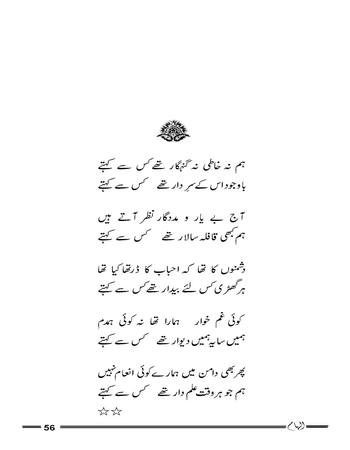 ہم نہ خاطی نہ گنہگار تھے کس سے کہتے
باوجود اس کے سرِ دار تھے کس سے کہتے
آج بے یار و مددگار نظر آتے ہیں
ہم کبھی قافلہ سالار تھے کس سے کہتے
دشمنوں کا تھا کہ احباب کا ڈر تھا کیا تھا
ہر گھڑی کس لئے بیدار تھے کس سے کہتے
کوئی غم خوار ہمارا تھا نہ کوئی ہمدم
ہمیں سایہ ہمیں دیوار تھے کس سے کہتے
پھر بھی دامن میں ہمارے کوئی انعام نہیں
ہم جو ہر وقت علم دار تھے کس سے کہتے
☆☆
56